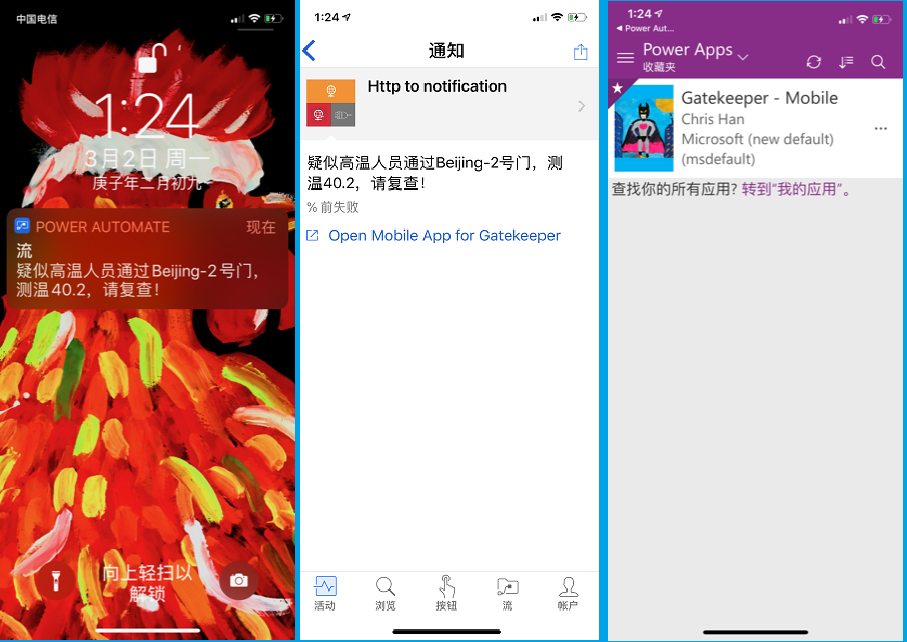 中国电信
1:24
3月2日 周一
庚子年二月初九
POWER AUTOMATE 现在
流
疑似高温人员通过Beijing-2号门，
测温40.2，请复查！
向上轻扫以
解锁
1:24
通知
Http to notification
疑似高温人员通过Beijing-2号门，测
温40.2，请复查！
% 前失败
Open Mobile App for Gatekeeper
活动 浏览 按钮 流 帐户
1:24
Power Aut...
Power Apps
收藏夹
Gatekeeper - Mobile
Chris Han
Microsoft (new default)
(msdefault)
查找你的所有应用? 转到“我的应用”。